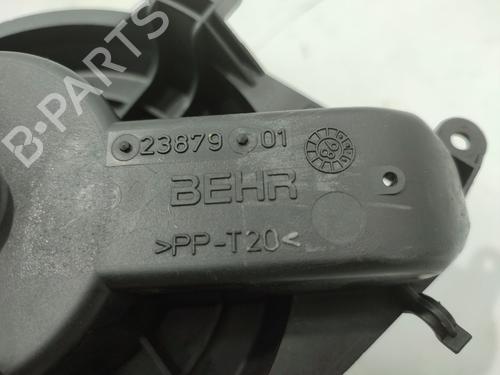 B-PARTS
23879 01
BEHR
>PP-T20<